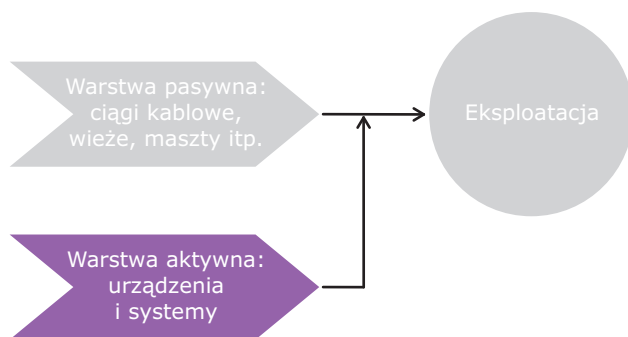 Warstwa pasywna:
ciągi kablowe,
wieże, maszty itp.
Eksploatacja
Warstwa aktywna:
urządzenia
i systemy